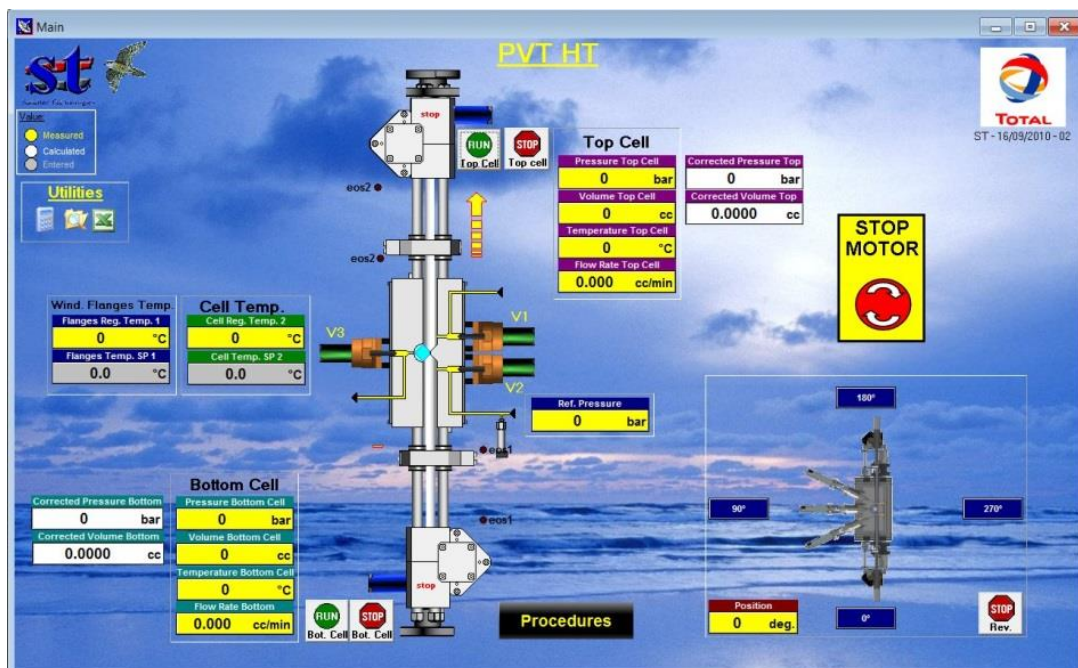 Main
PVT HT
st
TOTAL
ST - 16/09/2010 - 02
Value:
Measured
Calculated
Entered
Utilities
stop
RUN
Top Cell
STOP
Top cell
eos2
eos2
Top Cell
Pressure Top Cell
0 bar
Volume Top Cell
0 cc
Temperature Top Cell
0 °C
Flow Rate Top Cell
0.000 cc/min
Corrected Pressure Top
0 bar
Corrected Volume Top
0.0000 cc
STOP
MOTOR
Wind. Flanges Temp.
Flanges Reg. Temp. 1
0 °C
Flanges Temp. SP 1
0.0 °C
Cell Temp.
Cell Reg. Temp. 2
0 °C
Cell Temp. SP 2
0.0 °C
V3
V1
V2
Ref. Pressure
0 bar
eos1
eos1
Bottom Cell
Corrected Pressure Bottom
0 bar
Corrected Volume Bottom
0.0000 cc
Pressure Bottom Cell
0 bar
Volume Bottom Cell
0 cc
Temperature Bottom Cell
0 °C
Flow Rate Bottom
0.000 cc/min
RUN
Bot. Cell
STOP
Bot. Cell
stop
Procedures
180°
90°
270°
0°
Position
0 deg.
STOP
Rev.